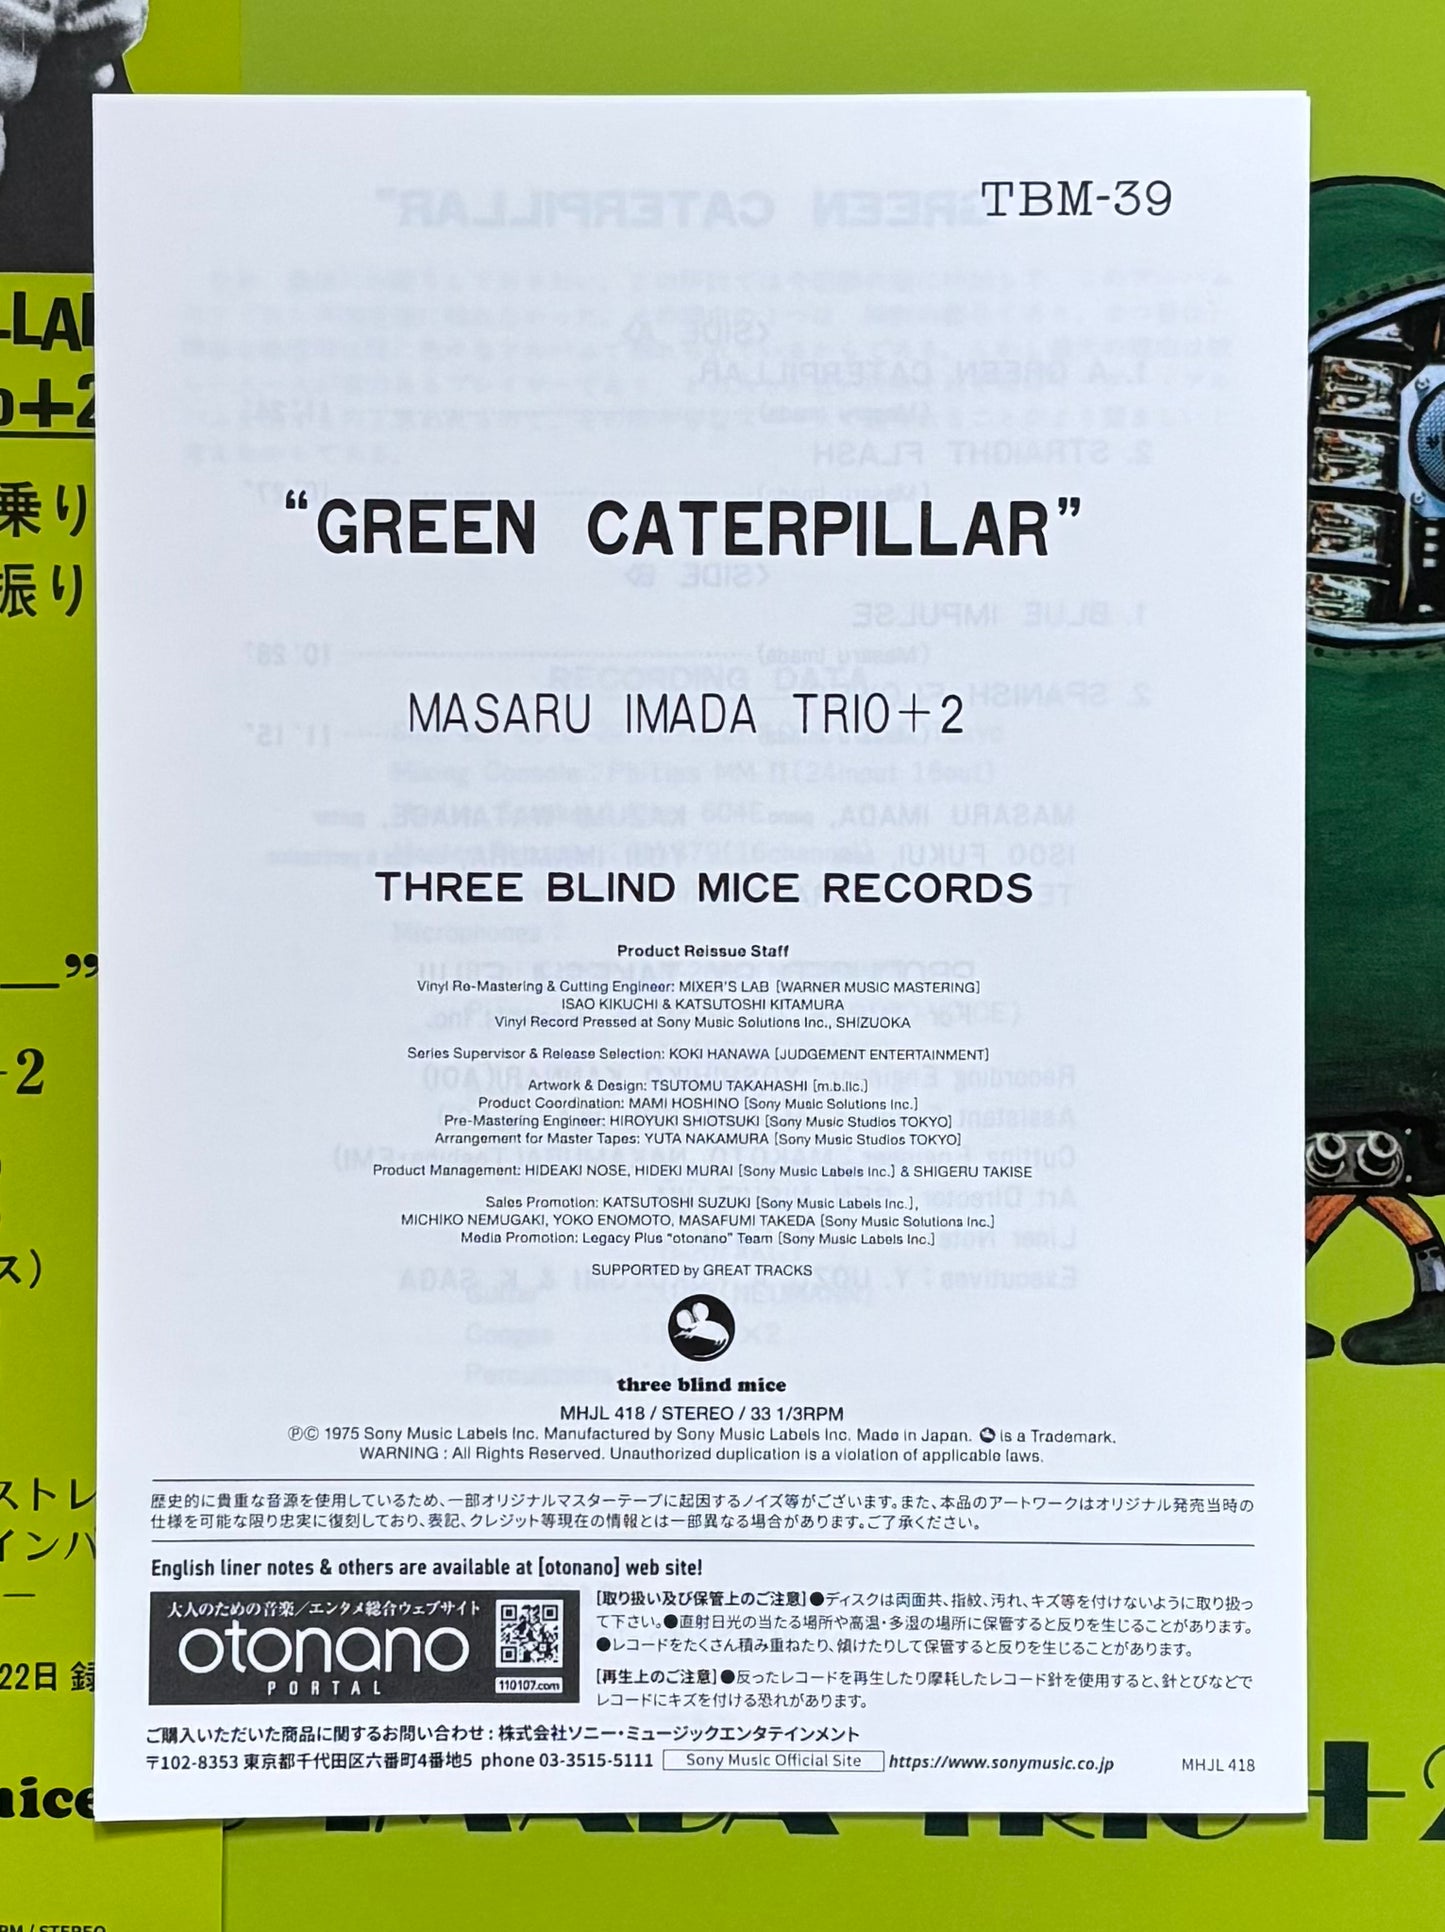 TBM-39
“GREEN CATERPILLAR”
MASARU IMADA TRIO+2
THREE BLIND MICE RECORDS
Product Reissue Staff
Vinyl Re-Mastering & Cutting Engineer: MIXER'S LAB [WARNER MUSIC MASTERING]
ISAO KIKUCHI & KATSUTOSHI KITAMURA
Vinyl Record Pressed at Sony Music Solutions Inc., SHIZUOKA
Series Supervisor & Release Selection: KOKI HANAWA [JUDGEMENT ENTERTAINMENT]
Artwork & Design: TSUTOMU TAKAHASHI [m.b.llc.]
Product Coordination: MAMI HOSHINO [Sony Music Solutions Inc.]
Pre-Mastering Engineer: HIROYUKI SHIOTSUKI [Sony Music Studios TOKYO]
Arrangement for Master Tapes: YUTA NAKAMURA [Sony Music Studios TOKYO]
Product Management: HIDEAKI NOSE, HIDEKI MURAI [Sony Music Labels Inc.] & SHIGERU TAKISE
Sales Promotion: KATSUTOSHI SUZUKI [Sony Music Labels Inc.],
MICHIKO NEMUGAKI, YOKO ENOMOTO, MASAFUMI TAKEDA [Sony Music Solutions Inc.]
Media Promotion: Legacy Plus “otonano” Team [Sony Music Labels Inc.]
SUPPORTED by GREAT TRACKS
three blind mice
MHJL 418 / STEREO / 33 1/3RPM
℗© 1975 Sony Music Labels Inc. Manufactured by Sony Music Labels Inc. Made in Japan. is a Trademark.
WARNING : All Rights Reserved. Unauthorized duplication is a violation of applicable laws.
歴史的に貴重な音源を使用しているため、一部オリジナルマスターテープに起因するノイズ等がございます。また、本品のアートワークはオリジナル発売当時の
仕様を可能な限り忠実に復刻しており、表記、クレジット等現在の情報とは一部異なる場合があります。ご了承ください。
English liner notes & others are available at [otonano] web site!
大人のための音楽／エンタメ総合ウェブサイト
otonano
PORTAL
110107.com
[取り扱い及び保管上のご注意]●ディスクは両面共、指紋、汚れ、キズ等を付けないように取り扱っ
て下さい。●直射日光の当たる場所や高温・多湿の場所に保管すると反りを生じることがあります。
●レコードをたくさん積み重ねたり、傾けたりして保管すると反りを生じることがあります。
[再生上のご注意]●反ったレコードを再生したり摩耗したレコード針を使用すると、針とびなどで
レコードにキズを付ける恐れがあります。
ご購入いただいた商品に関するお問い合わせ：株式会社ソニー・ミュージックエンタテインメント
〒102-8353 東京都千代田区六番町4番地5 phone 03-3515-5111 Sony Music Official Site https://www.sonymusic.co.jp MHJL 418
+2
乗り
振り
”
+2
ス）
ストレ
インパ
22日 録
IMADA TRIO+2